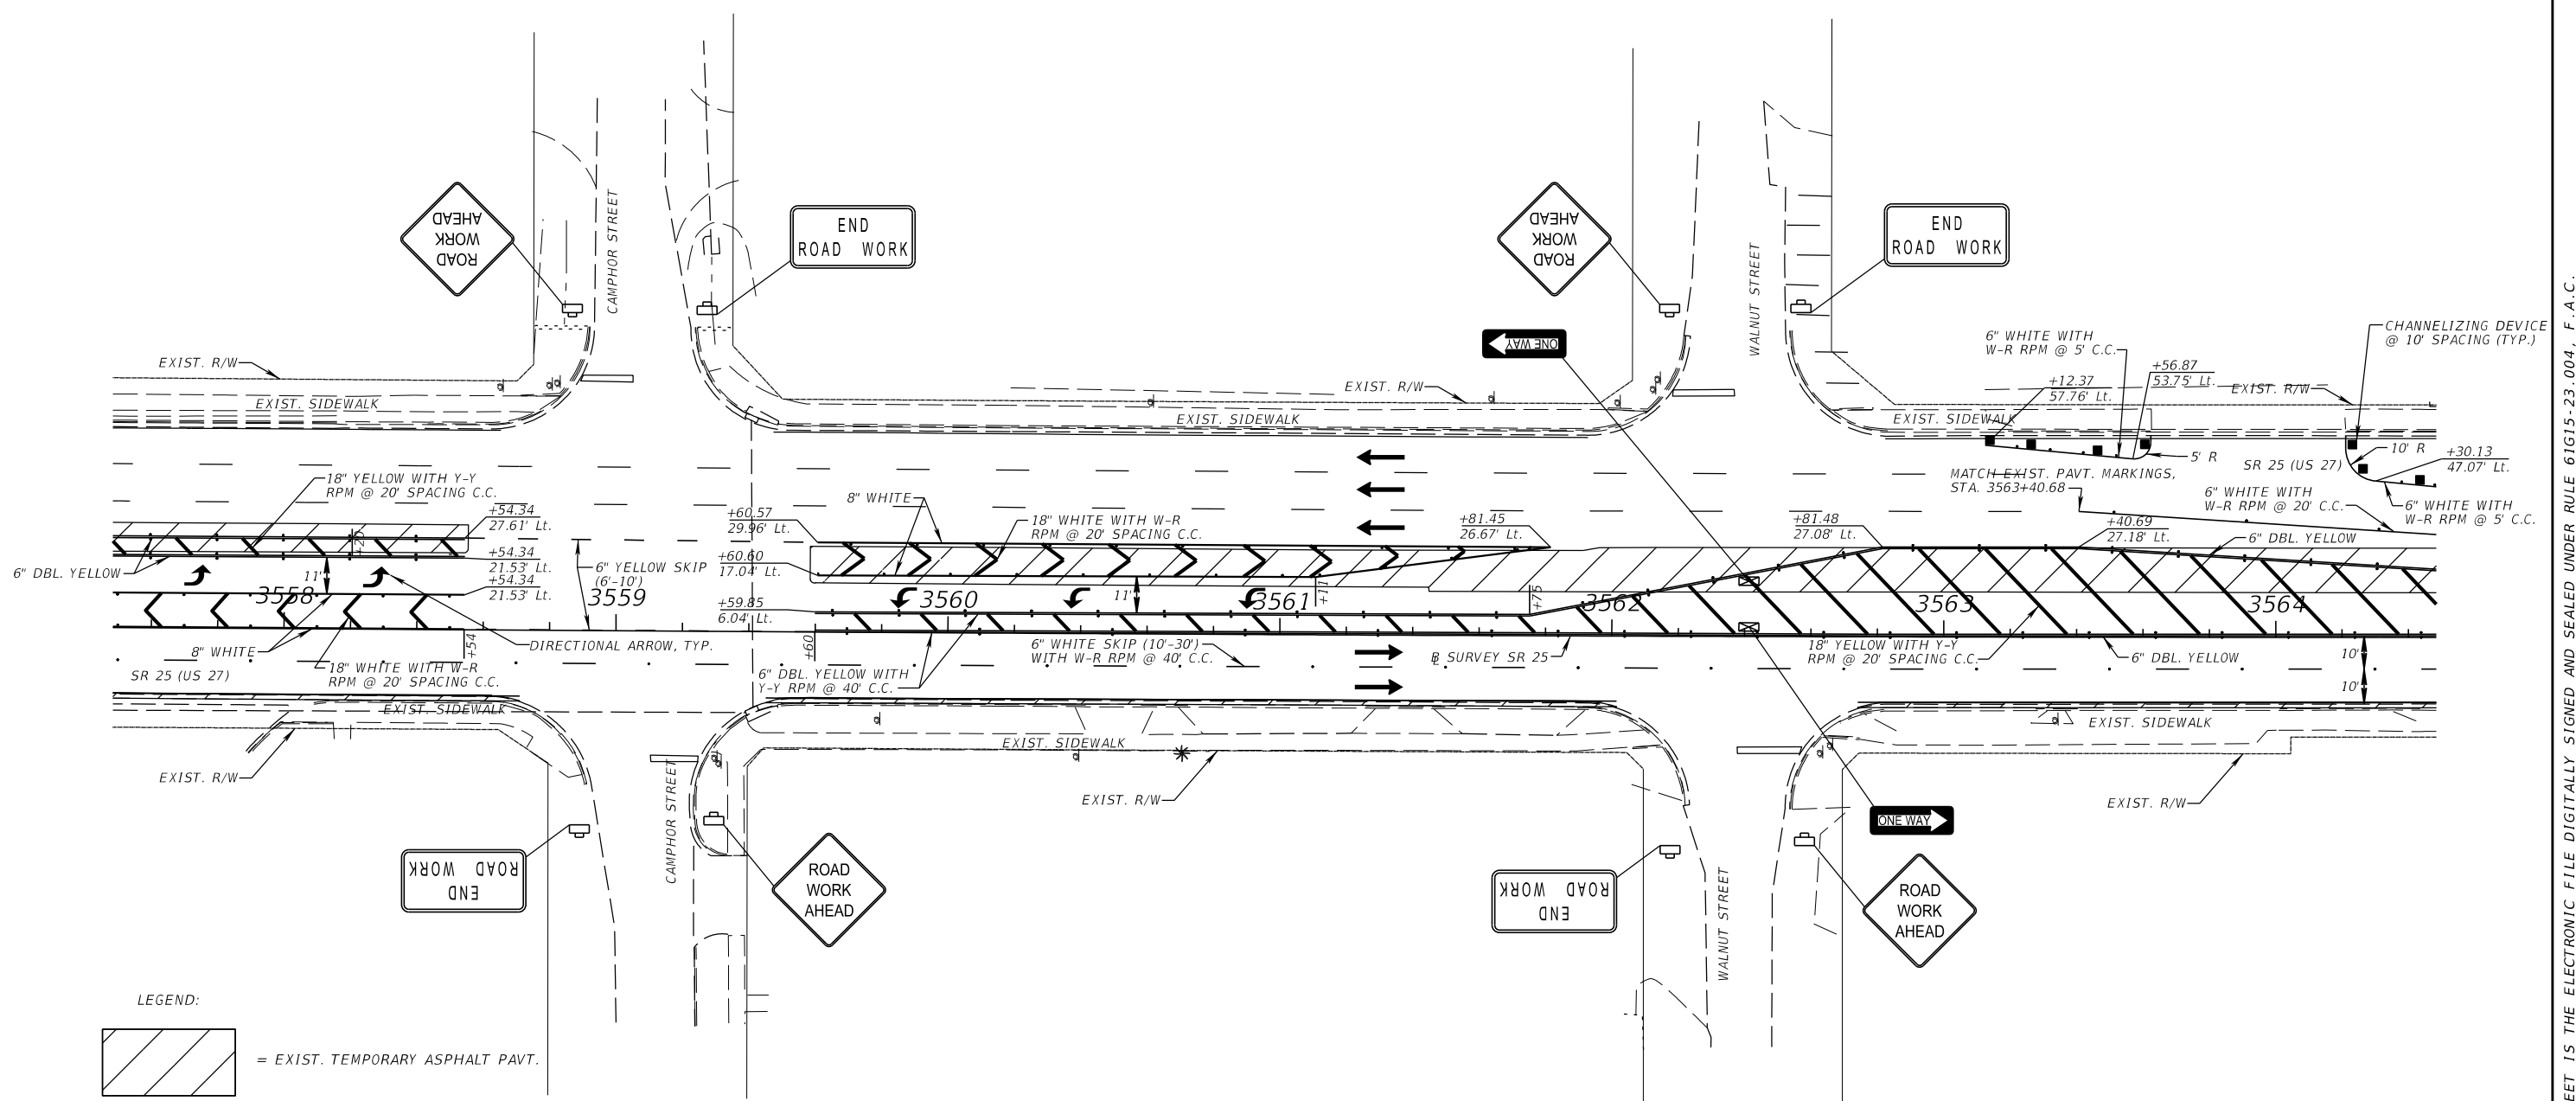 ROAD
WORK
AHEAD
CAMPHOR STREET
END
ROAD WORK
ROAD
WORK
AHEAD
WALNUT STREET
END
ROAD WORK
ONE WAY
EXIST. R/W
EXIST. SIDEWALK
EXIST. R/W
EXIST. SIDEWALK
6" WHITE WITH
W-R RPM @ 5' C.C.
+12.37
57.76' Lt.
+56.87
53.75' Lt.
EXIST. R/W
CHANNELIZING DEVICE
@ 10' SPACING (TYP.)
EXIST. SIDEWALK
5' R
10' R
SR 25 (US 27)
+30.13
47.07' Lt.
MATCH EXIST. PAVT. MARKINGS,
STA. 3563+40.68
6" WHITE WITH
W-R RPM @ 20' C.C.
6" WHITE WITH
W-R RPM @ 5' C.C.
18" YELLOW WITH Y-Y
RPM @ 20' SPACING C.C.
+54.34
27.61' Lt.
8" WHITE
+60.57
29.96' Lt.
18" WHITE WITH W-R
RPM @ 20' SPACING C.C.
+81.45
26.67' Lt.
+81.48
27.08' Lt.
+40.69
27.18' Lt.
6" DBL. YELLOW
6" DBL. YELLOW
+20
+54.34
21.53' Lt.
+54.34
21.53' Lt.
6" YELLOW SKIP
(6'-10')
+60.60
17.04' Lt.
11'
11'
+59.85
6.04' Lt.
+11
+75
3558
3559
3560
3561
3562
3563
3564
8" WHITE
+54
DIRECTIONAL ARROW, TYP.
+60
6" WHITE SKIP (10'-30')
WITH W-R RPM @ 40' C.C.
B SURVEY SR 25
18" YELLOW WITH Y-Y
RPM @ 20' SPACING C.C.
6" DBL. YELLOW
10'
10'
SR 25 (US 27)
18" WHITE WITH W-R
RPM @ 20' SPACING C.C.
6" DBL. YELLOW WITH
Y-Y RPM @ 40' C.C.
EXIST. SIDEWALK
EXIST. SIDEWALK
EXIST. SIDEWALK
EXIST. R/W
EXIST. R/W
EXIST. R/W
CAMPHOR STREET
END
ROAD WORK
ROAD
WORK
AHEAD
WALNUT STREET
END
ROAD WORK
ONE WAY
ROAD
WORK
AHEAD
LEGEND:
= EXIST. TEMPORARY ASPHALT PAVT.
EET IS THE ELECTRONIC FILE DIGITALLY SIGNED AND SEALED UNDER RULE 61G15-23.004, F.A.C.